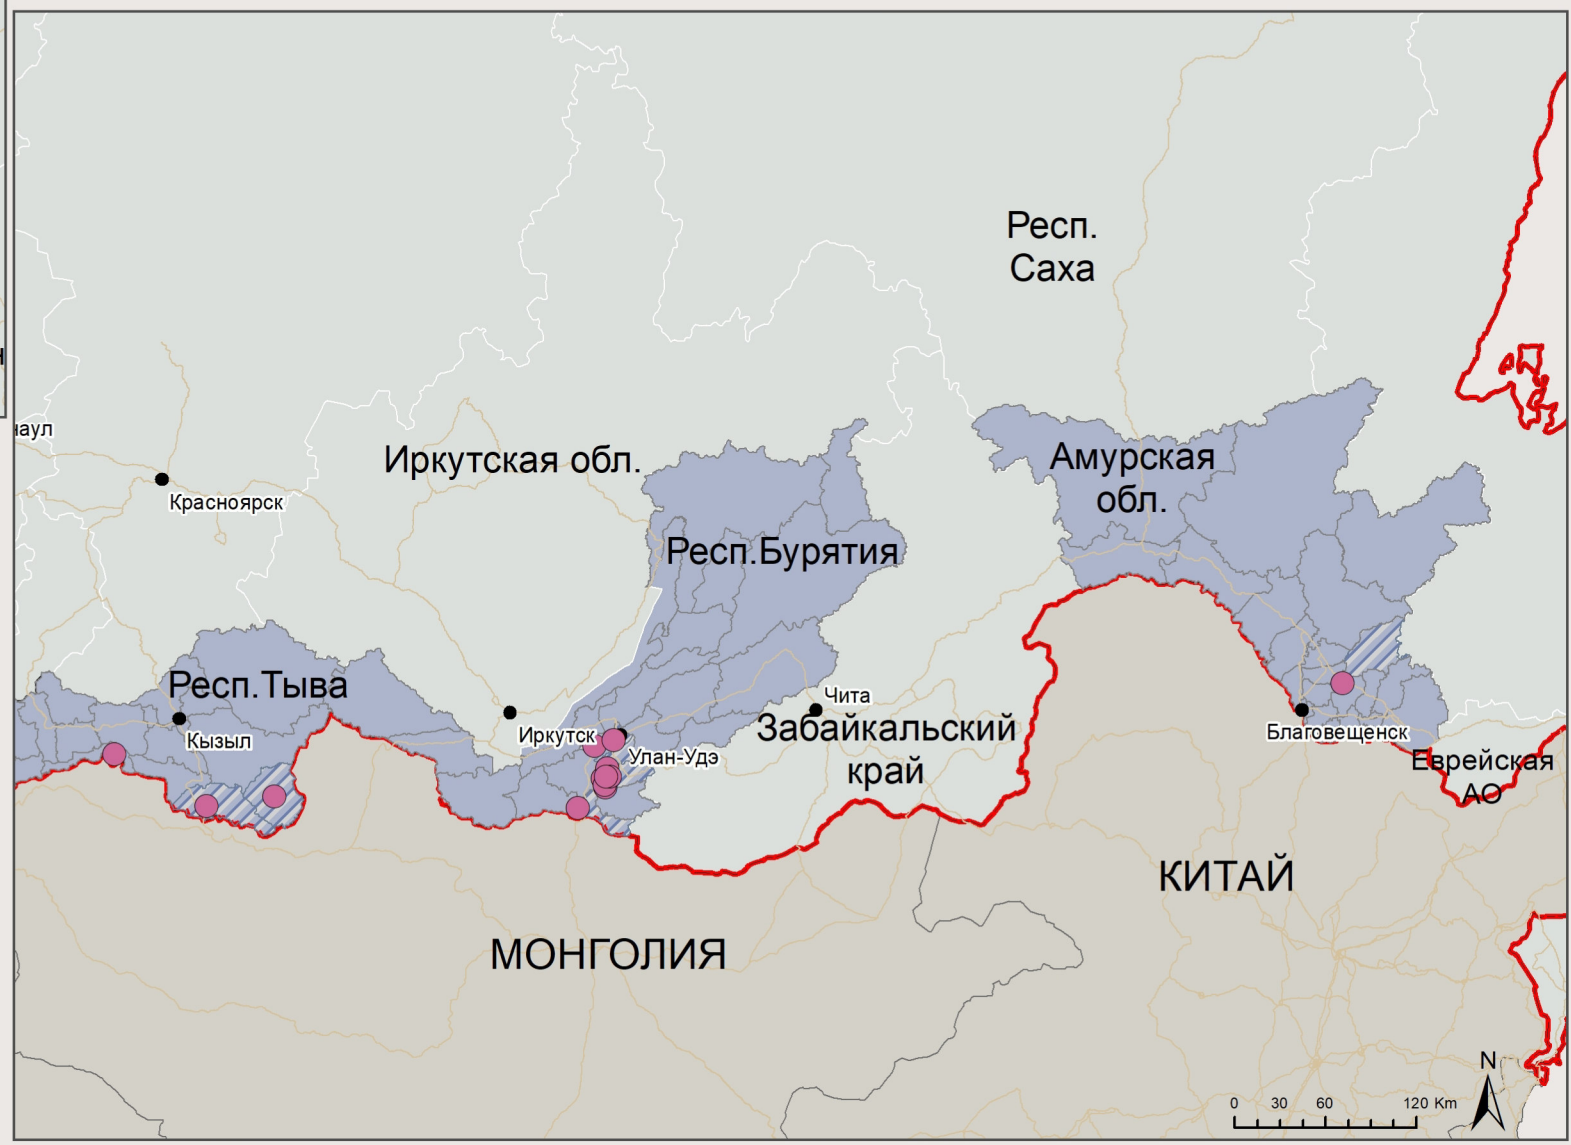 Респ.
Саха
наул
Иркутская обл.
Амурская
обл.
Красноярск
Респ.Бурятия
Респ.Тыва
Чита
Кызыл
Иркутск
Забайкальский
край
Благовещенск
Улан-Удэ
Еврейская
АО
КИТАЙ
МОНГОЛИЯ
N
0 30 60 120 Km